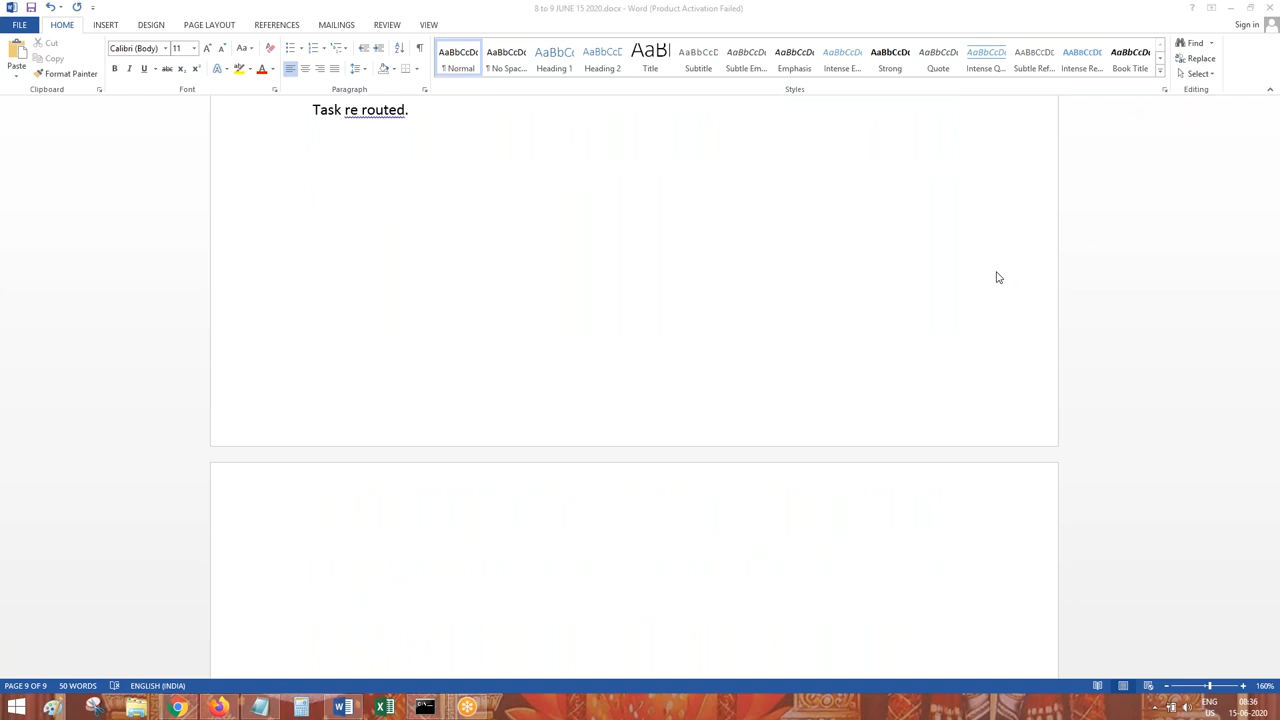 8 to 9 JUNE 15 2020.docx - Word (Product Activation Failed)
FILE HOME INSERT DESIGN PAGE LAYOUT REFERENCES MAILINGS REVIEW VIEW Sign in
Paste Cut Copy Format Painter
Calibri (Body) 11
AaBbCcDc AaBbCcDc AaBbCc AaBbCcD AaBl AaBbCcD AaBbCcDc AaBbCcDc AaBbCcDc AaBbCcDc AaBbCcDc AaBbCcDc AaBbCcDc AaBbCcDc AaBbCcDc
¶ Normal ¶ No Spac... Heading 1 Heading 2 Title Subtitle Subtle Em... Emphasis Intense E... Strong Quote Intense Q... Subtle Ref... Intense Re... Book Title
Find Replace Select
Clipboard Font Paragraph Styles Editing
Task re routed.
PAGE 9 OF 9 50 WORDS ENGLISH (INDIA) 160%
ENG US 08:36 15-06-2020